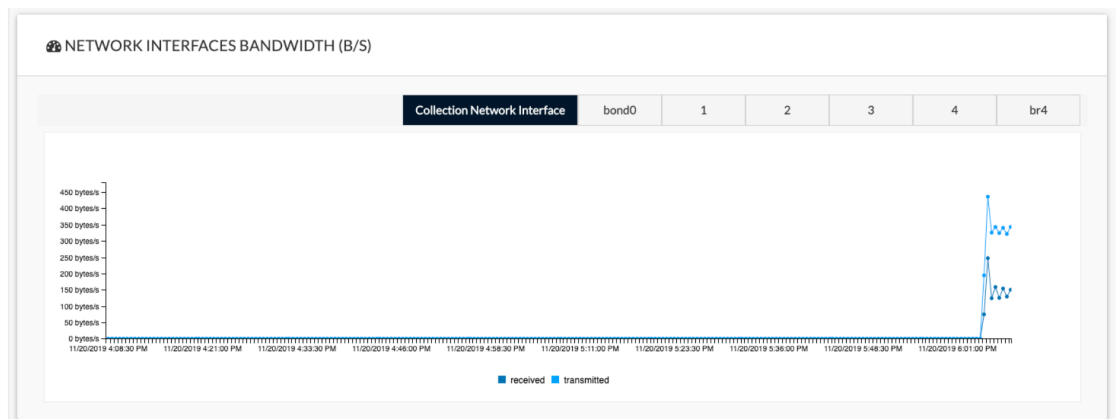 NETWORK INTERFACES BANDWIDTH (B/S)
Collection Network Interface bond0 1 2 3 4 br4
450 bytes/s
400 bytes/s
350 bytes/s
300 bytes/s
250 bytes/s
200 bytes/s
150 bytes/s
100 bytes/s
50 bytes/s
0 bytes/s
11/20/2019 4:08:30 PM 11/20/2019 4:21:00 PM 11/20/2019 4:33:30 PM 11/20/2019 4:46:00 PM 11/20/2019 4:58:30 PM 11/20/2019 5:11:00 PM 11/20/2019 5:23:30 PM 11/20/2019 5:36:00 PM 11/20/2019 5:48:30 PM 11/20/2019 6:01:00 PM
received transmitted